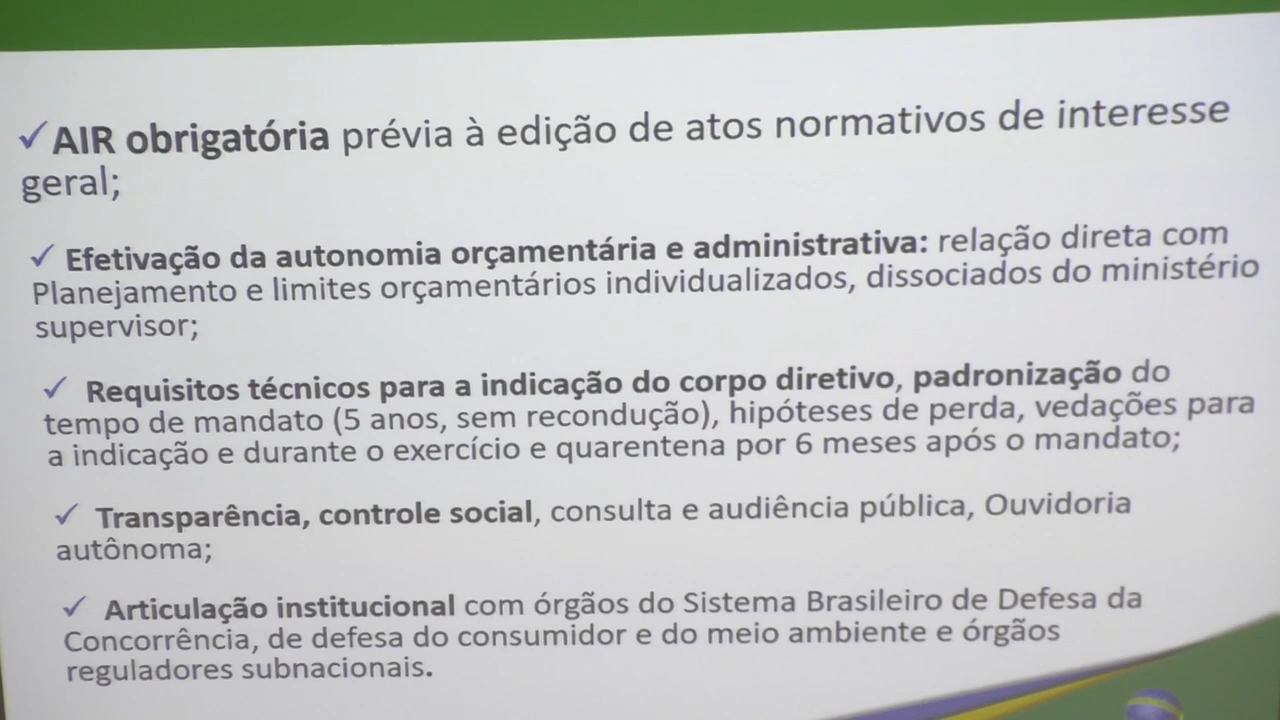 ✓AIR obrigatória prévia à edição de atos normativos de interesse
geral;
✓ Efetivação da autonomia orçamentária e administrativa: relação direta com
Planejamento e limites orçamentários individualizados, dissociados do ministério
supervisor;
✓ Requisitos técnicos para a indicação do corpo diretivo, padronização do
tempo de mandato (5 anos, sem recondução), hipóteses de perda, vedações para
a indicação e durante o exercício e quarentena por 6 meses após o mandato;
✓ Transparência, controle social, consulta e audiência pública, Ouvidoria
autônoma;
✓ Articulação institucional com órgãos do Sistema Brasileiro de Defesa da
Concorrência, de defesa do consumidor e do meio ambiente e órgãos
reguladores subnacionais.